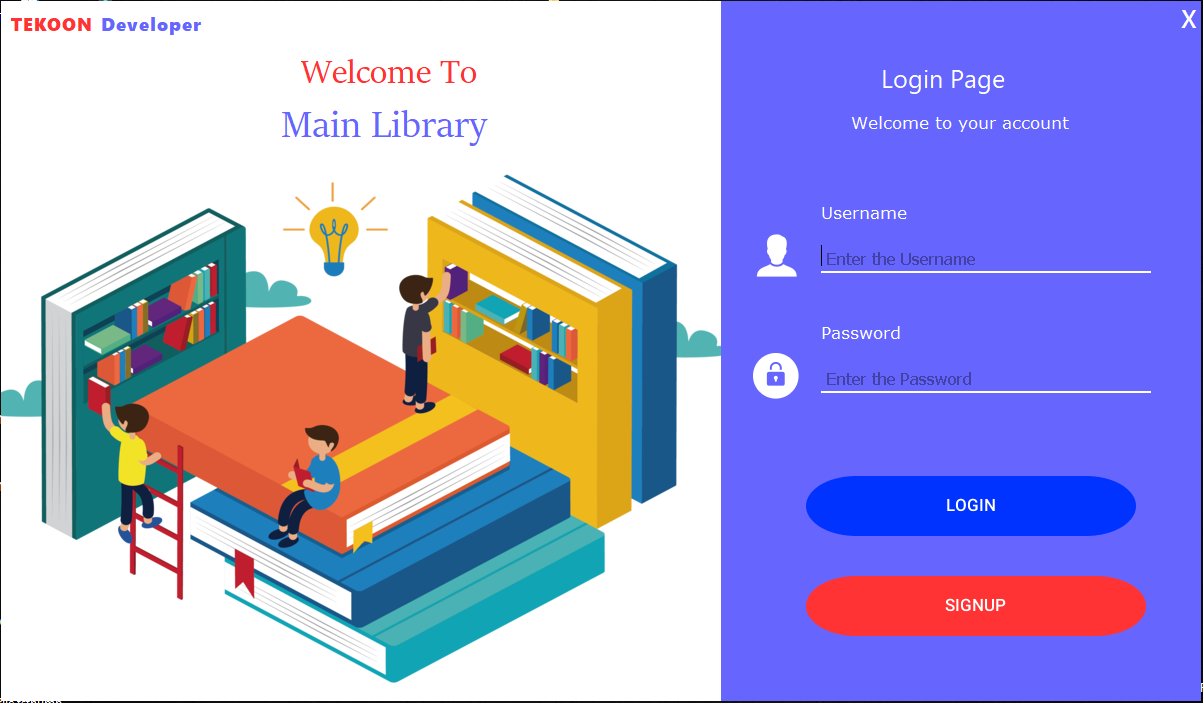 TEKOON Developer
Welcome To
Main Library
X
Login Page
Welcome to your account
Username
Enter the Username
Password
Enter the Password
LOGIN
SIGNUP